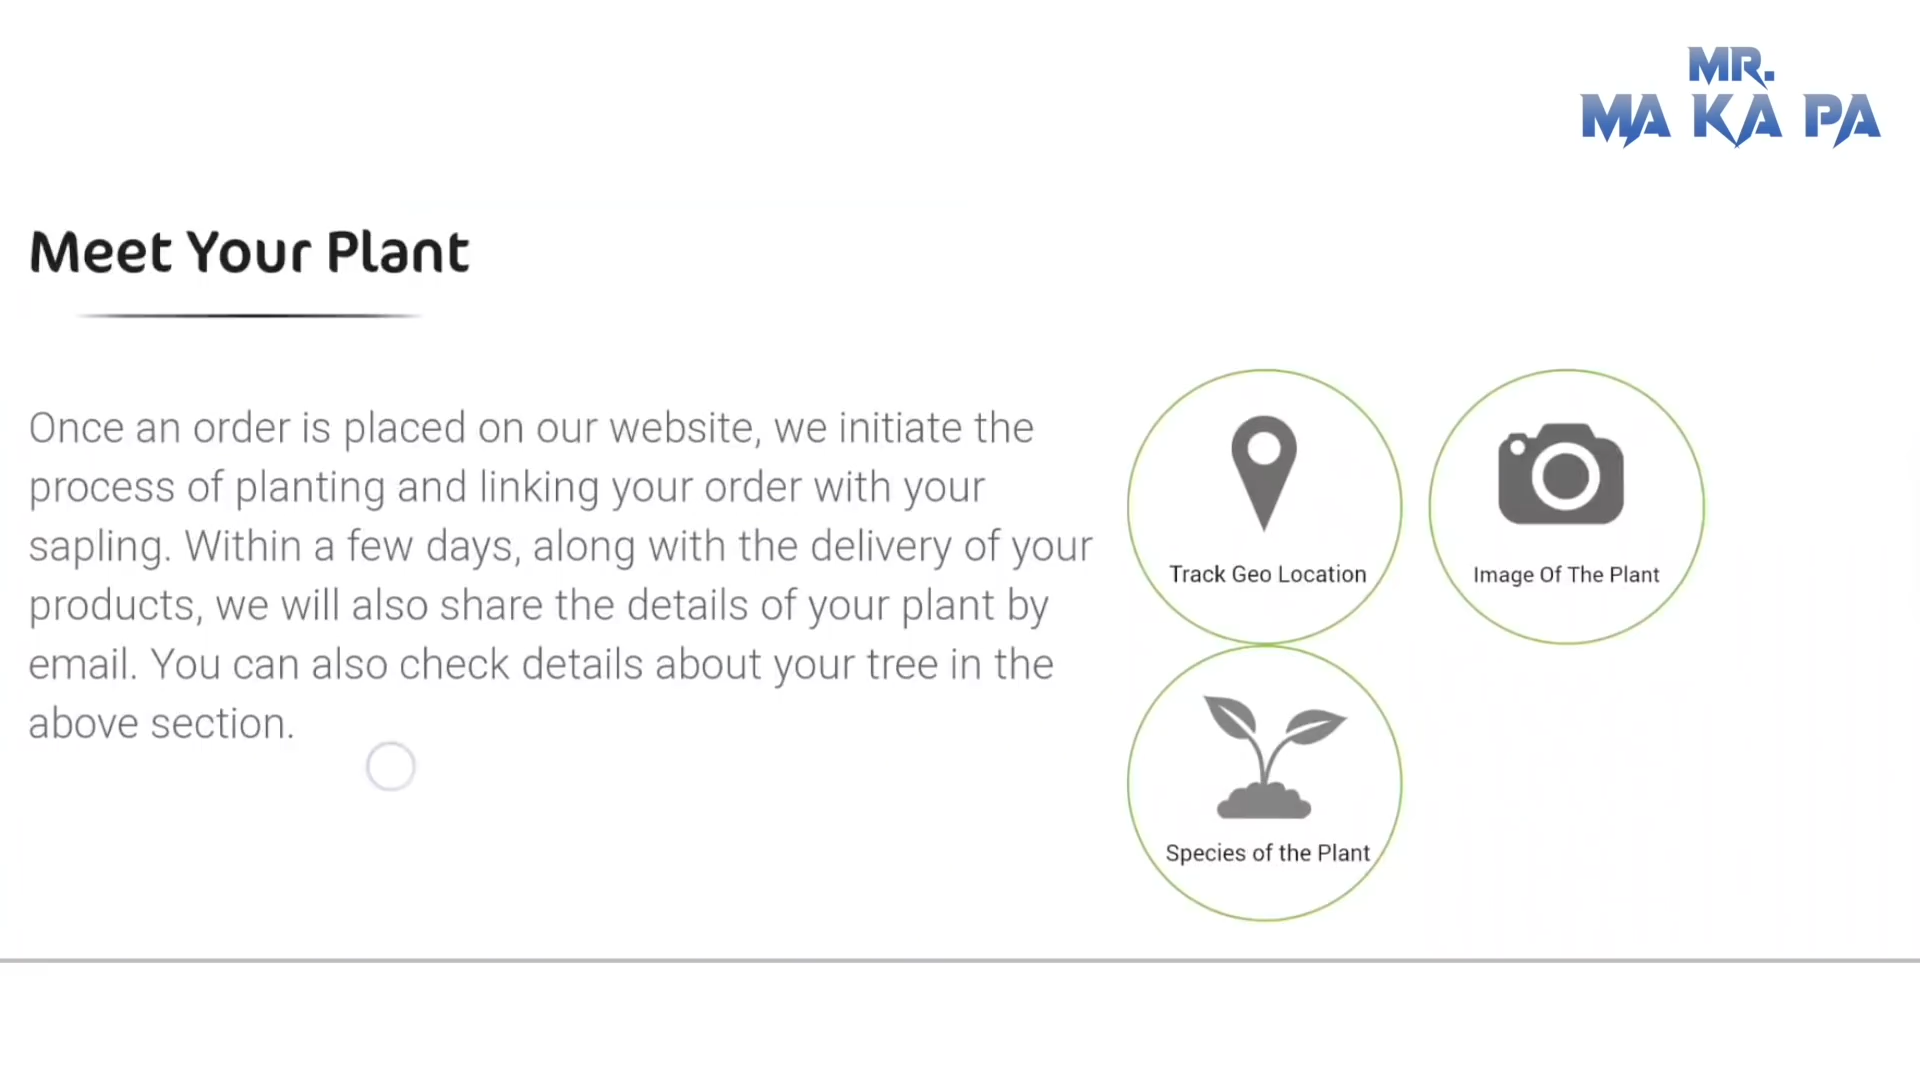 MR.
MA KA PA
Meet Your Plant
Once an order is placed on our website, we initiate the
process of planting and linking your order with your
sapling. Within a few days, along with the delivery of your
products, we will also share the details of your plant by
email. You can also check details about your tree in the
above section.
Track Geo Location
Image Of The Plant
Species of the Plant